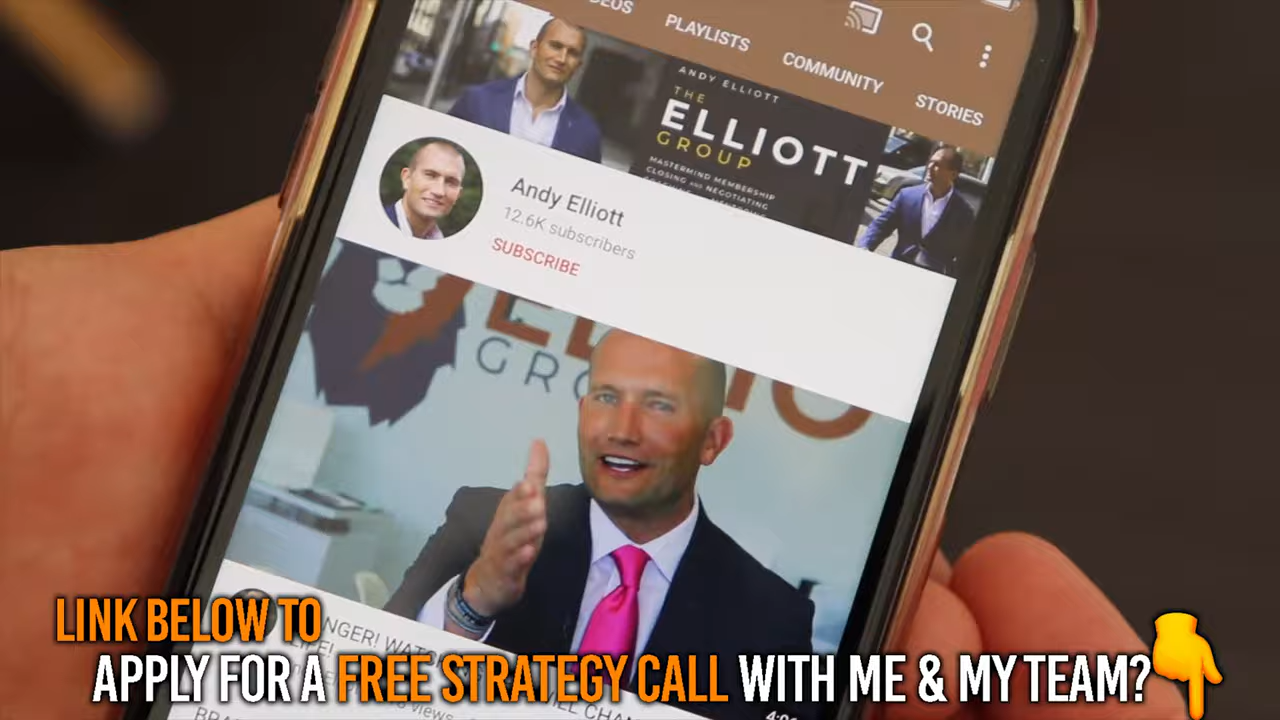 PLAYLISTS
COMMUNITY
STORIES
ANDY ELLIOTT
THE
ELLIOTT
GROUP
MASTERMIND MEMBERSHIP
CLOSING AND NEGOTIATING
Andy Elliott
12.6K subscribers
SUBSCRIBE
LINK BELOW TO
APPLY FOR A FREE STRATEGY CALL WITH ME & MY TEAM?